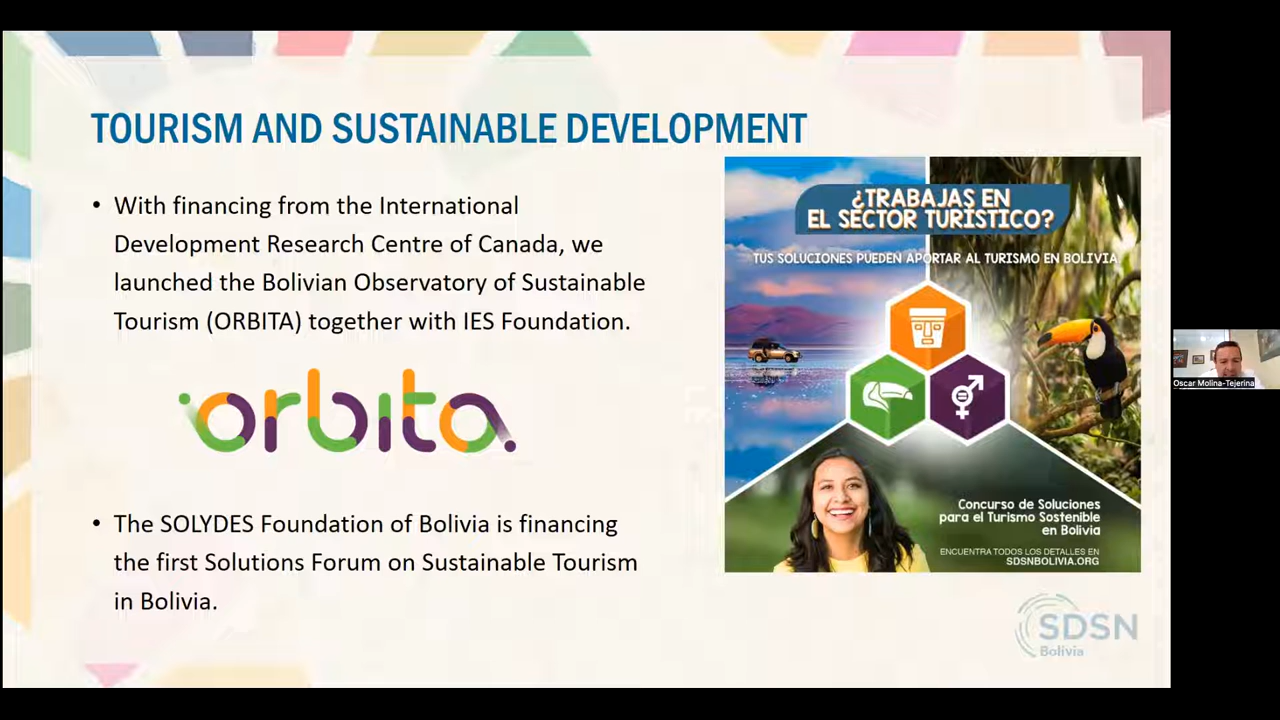 TOURISM AND SUSTAINABLE DEVELOPMENT
• With financing from the International
Development Research Centre of Canada, we
launched the Bolivian Observatory of Sustainable
Tourism (ORBITA) together with IES Foundation.
orbita
• The SOLYDES Foundation of Bolivia is financing
the first Solutions Forum on Sustainable Tourism
in Bolivia.
¿TRABAJAS EN
EL SECTOR TURÍSTICO?
TUS SOLUCIONES PUEDEN APORTAR AL TURISMO EN BOLIVIA
Concurso de Soluciones
para el Turismo Sostenible
en Bolivia
ENCUENTRA TODOS LOS DETALLES EN
SDSNBOLIVIA.ORG
SDSN
Bolivia
Oscar Molina-Tejerina